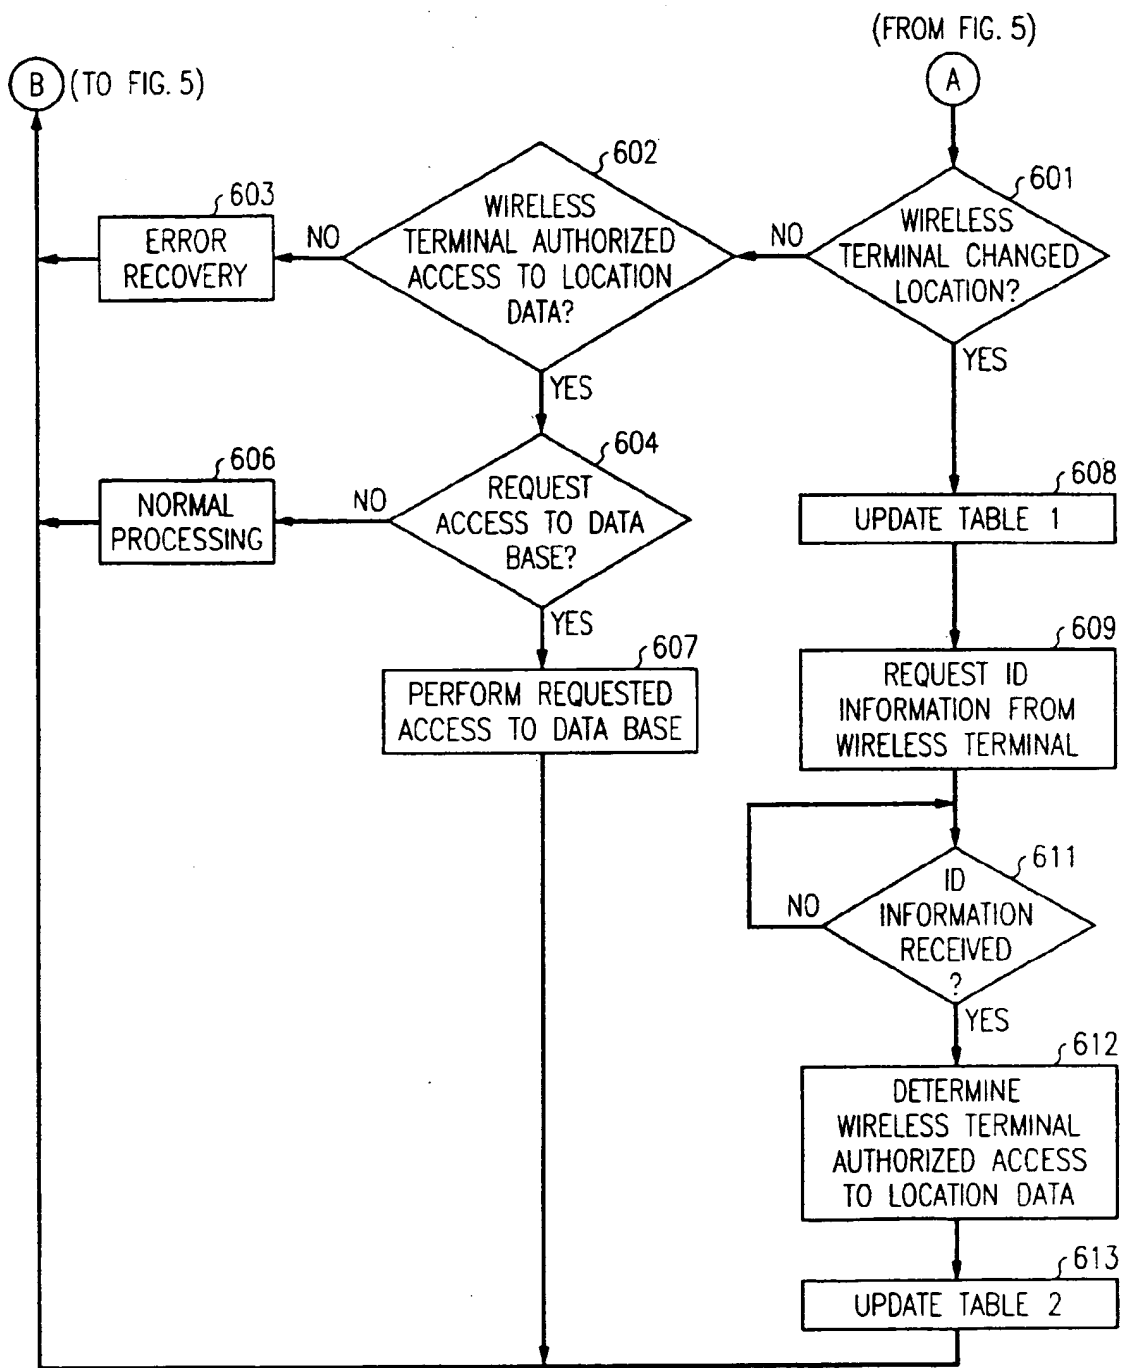 (FROM FIG. 5)
B (TO FIG. 5)
A
602
WIRELESS
TERMINAL AUTHORIZED
ACCESS TO LOCATION
DATA?
601
WIRELESS
TERMINAL CHANGED
LOCATION?
603
ERROR
RECOVERY
NO
NO
YES
YES
604
REQUEST
ACCESS TO DATA
BASE?
606
NORMAL
PROCESSING
NO
YES
608
UPDATE TABLE 1
607
PERFORM REQUESTED
ACCESS TO DATA BASE
609
REQUEST ID
INFORMATION FROM
WIRELESS TERMINAL
611
ID
INFORMATION
RECEIVED
?
NO
YES
612
DETERMINE
WIRELESS TERMINAL
AUTHORIZED ACCESS
TO LOCATION DATA
613
UPDATE TABLE 2